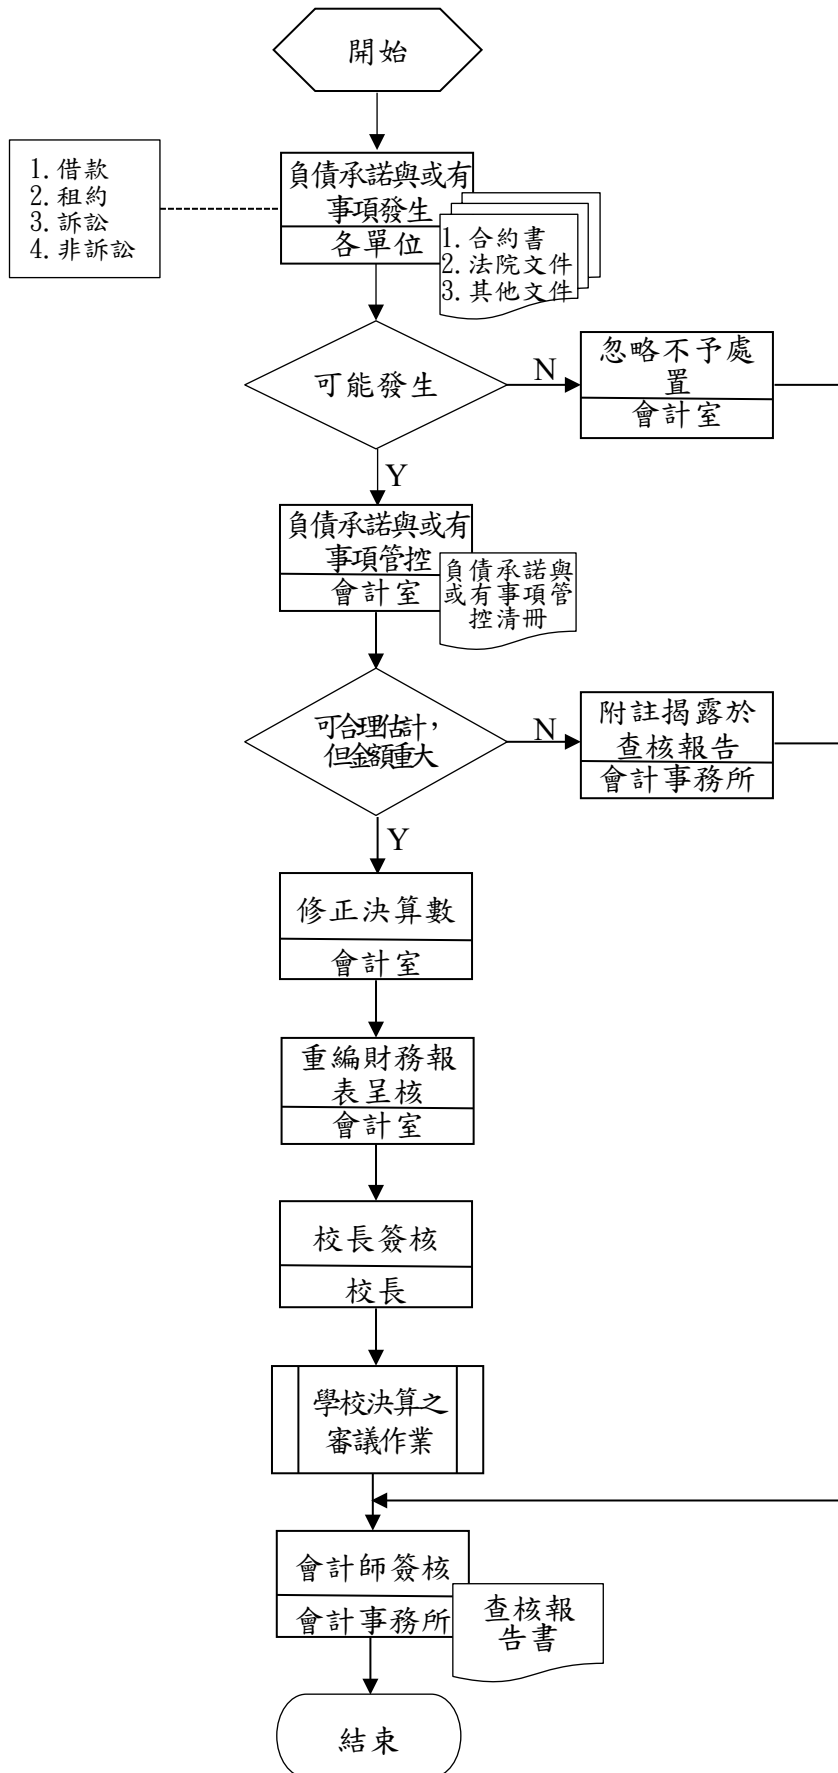 開始
1.借款
2.租約
3.訴訟
4.非訴訟
負債承諾與或有
事項發生
各單位
1.合約書
2.法院文件
3.其他文件
可能發生
N
忽略不予處
置
會計室
Y
負債承諾與或有
事項管控
會計室
負債承諾與
或有事項管
控清冊
可合理估計，
但金額重大
N
附註揭露於
查核報告
會計事務所
Y
修正決算數
會計室
重編財務報
表呈核
會計室
校長簽核
校長
學校決算之
審議作業
會計師簽核
會計事務所
查核報
告書
結束